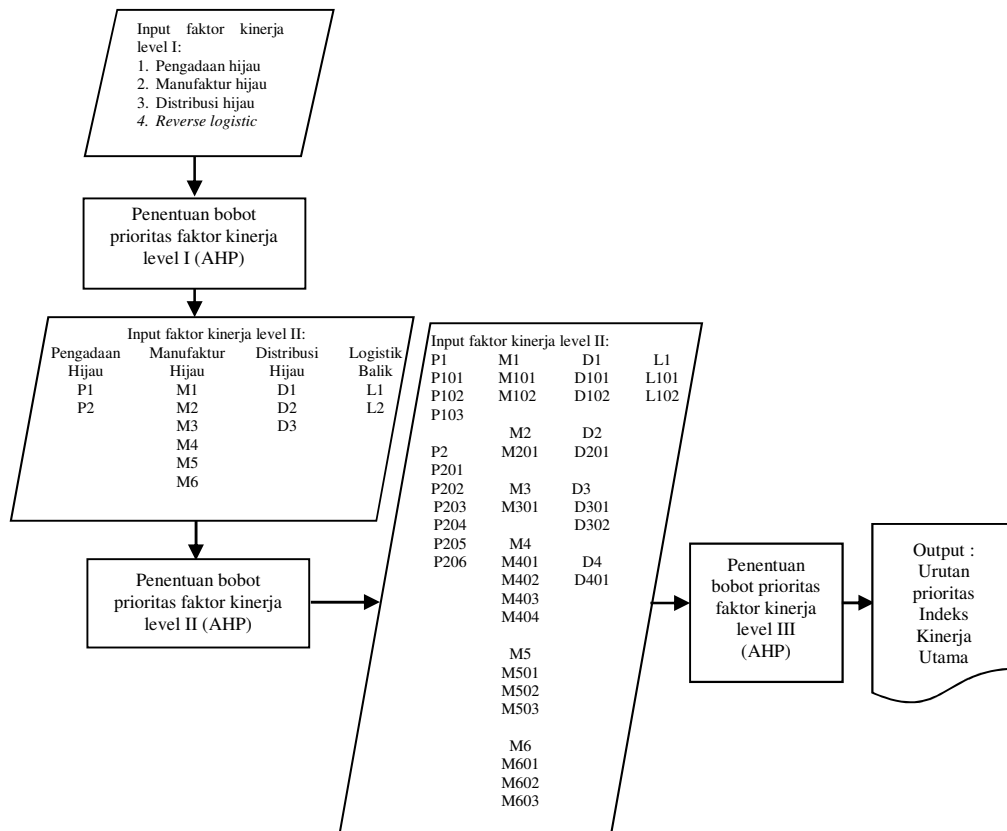 Input faktor kinerja
level I:
1. Pengadaan hijau
2. Manufaktur hijau
3. Distribusi hijau
4. Reverse logistic
Penentuan bobot
prioritas faktor kinerja
level I (AHP)
Input faktor kinerja level II:
Pengadaan Manufaktur Distribusi Logistik
Hijau Hijau Hijau Balik
P1 M1 D1 L1
P2 M2 D2 L2
M3 D3
M4
M5
M6
Penentuan bobot
prioritas faktor kinerja
level II (AHP)
Input faktor kinerja level II:
P1 M1 D1 L1
P101 M101 D101 L101
P102 M102 D102 L102
P103
M2 D2
P2 M201 D201
P201
P202 M3 D3
P203 M301 D301
P204 D302
P205 M4
P206 M401 D4
M402 D401
M403
M404
M5
M501
M502
M503
M6
M601
M602
M603
Penentuan
bobot prioritas
faktor kinerja
level III
(AHP)
Output :
Urutan
prioritas
Indeks
Kinerja
Utama